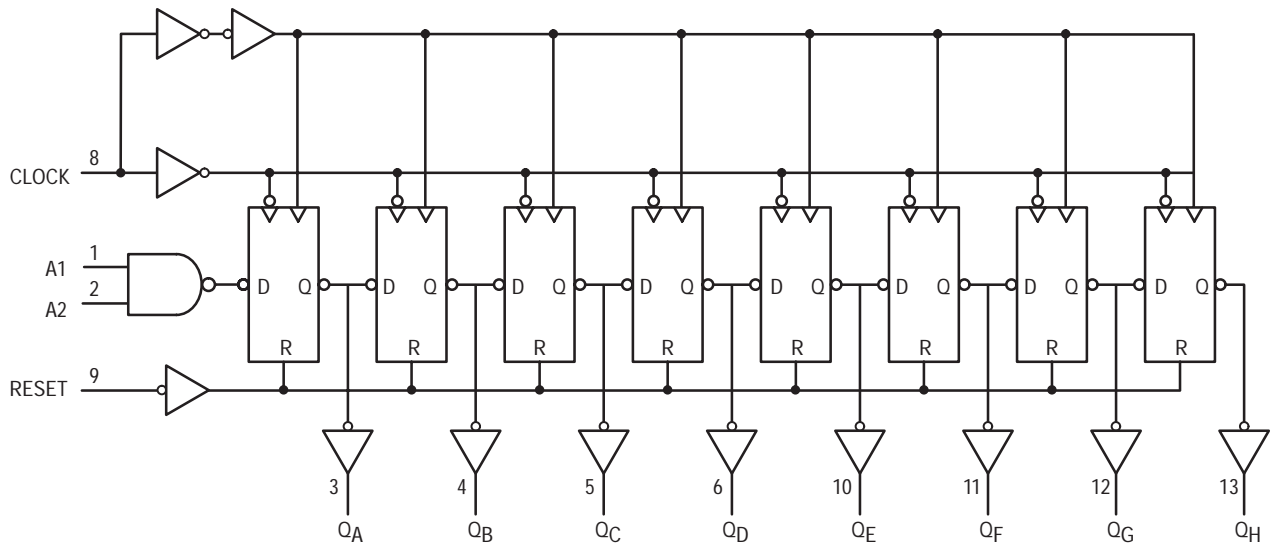 CLOCK 8
A1 1
A2 2
D Q D Q D Q D Q D Q D Q D Q D Q
R R R R R R R R
RESET 9
3 4 5 6 10 11 12 13
QA QB QC QD QE QF QG QH